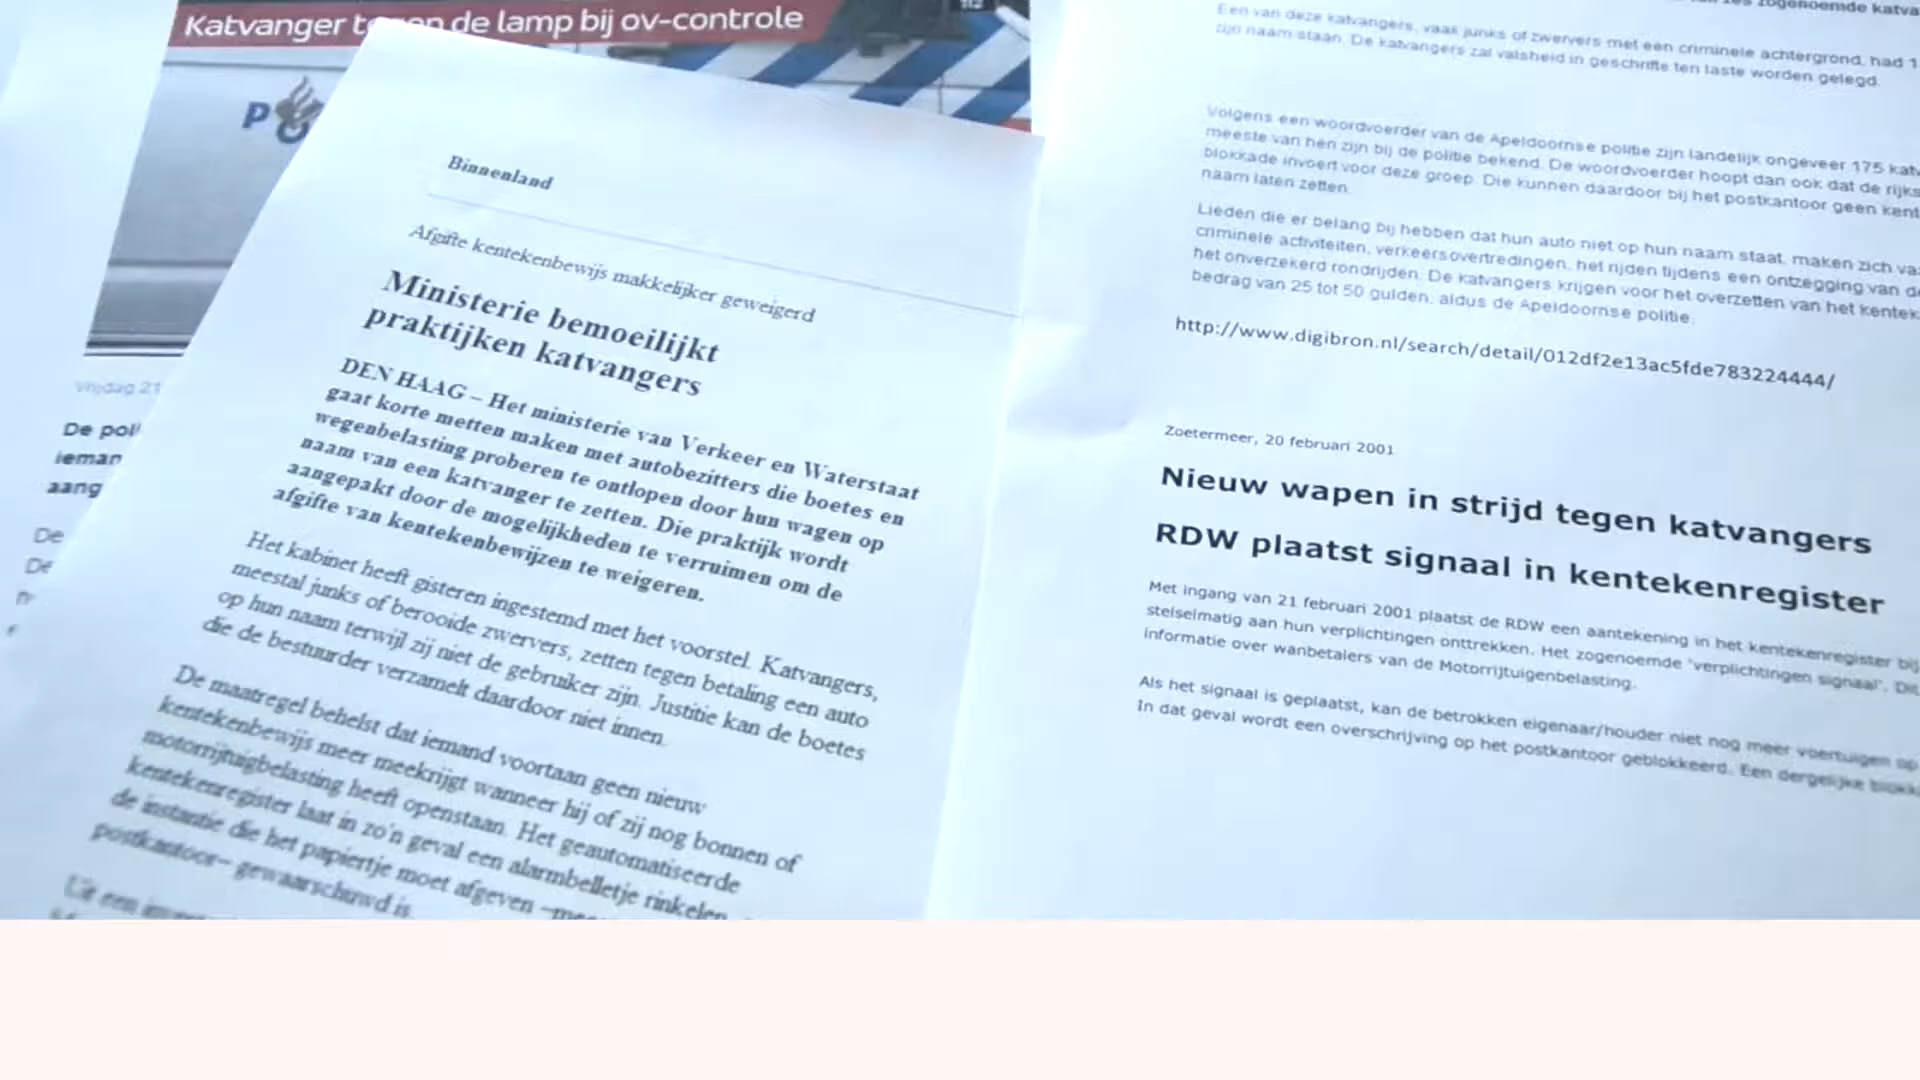 Katvanger de lamp bij ov-controle
Vrijdag 21
De
ieman
aang
De
De
Binnenland
Afgifte kentekenbewijs makkelijker geweigerd
Ministerie bemoeilijkt
praktijken katvangers
DEN HAAG – Het ministerie van Verkeer en Waterstaat
gaat korte metten maken met autobezitters die boetes en
wegenbelasting proberen te ontlopen door hun wagen op
naam van een katvanger te zetten. Die praktijk wordt
aangepakt door de mogelijkheden te verruimen om de
afgifte van kentekenbewijzen te weigeren.
Het kabinet heeft gisteren ingestemd met het voorstel. Katvangers,
meestal junks of berooide zwervers, zetten tegen betaling een auto
op hun naam terwijl zij niet de gebruiker zijn. Justitie kan de boetes
die de bestuurder verzamelt daardoor niet innen.
De maatregel behelst dat iemand voortaan geen nieuw
kentekenbewijs meer meekrijgt wanneer hij of zij nog bonnen of
motorrijtuigbelasting heeft openstaan. Het geautomatiseerde
kentekenregister laat in zo'n geval een alarmbelletje rinkelen
de instantie die het papiertje moet afgeven
postkantoor– gewaarschuwd is.
Uit een
zogenoemde
Een van deze katvangers, vaak junks of zwervers met een criminele achtergrond, had 1
zijn naam staan. De katvangers zal valsheid in geschrifte ten laste worden gelegd.
Volgens een woordvoerder van de Apeldoornse politie zijn landelijk ongeveer 175
meeste van hen zijn bij de politie bekend. De woordvoerder hoopt dan ook dat de
blokkade invoert voor deze groep. Die kunnen daardoor bij het postkantoor geen
naam laten zetten.
Lieden die er belang bij hebben dat hun auto niet op hun naam staat, maken zich
criminele activiteiten, verkeersovertredingen, het rijden tijdens een ontzegging van
het onverzekerd rondrijden. De katvangers krijgen voor het overzetten van het
bedrag van 25 tot 50 gulden, aldus de Apeldoornse politie.
http://www.digibron.nl/search/detail/012df2e13ac5fde783224444/
Zoetermeer, 20 februari 2001
Nieuw wapen in strijd tegen katvangers
RDW plaatst signaal in kentekenregister
Met ingang van 21 februari 2001 plaatst de RDW een aantekening in het kentekenregister bij
stelselmatig aan hun verplichtingen onttrekken. Het zogenoemde 'verplichtingen signaal'. Dit
informatie over wanbetalers van de Motorrijtuigenbelasting.
Als het signaal is geplaatst, kan de betrokken eigenaar/houder niet nog meer voertuigen op
In dat geval wordt een overschrijving op het postkantoor geblokkeerd. Een dergelijke